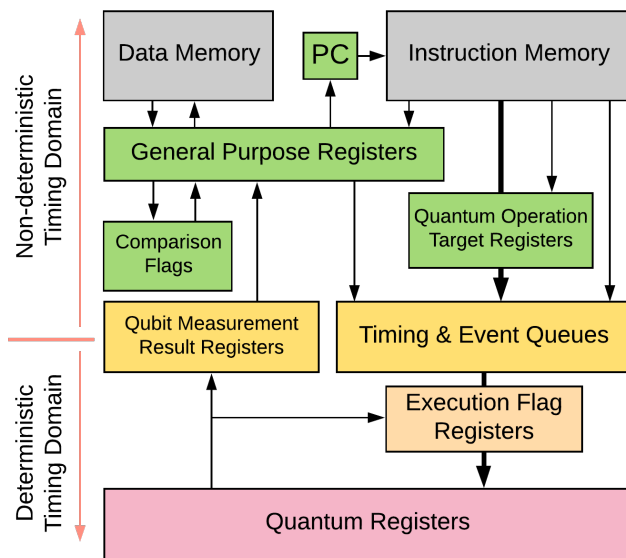 Data Memory
PC
Instruction Memory
General Purpose Registers
Non-deterministic
Timing Domain
Quantum Operation
Target Registers
Comparison
Flags
Qubit Measurement
Result Registers
Timing & Event Queues
Deterministic
Timing Domain
Execution Flag
Registers
Quantum Registers